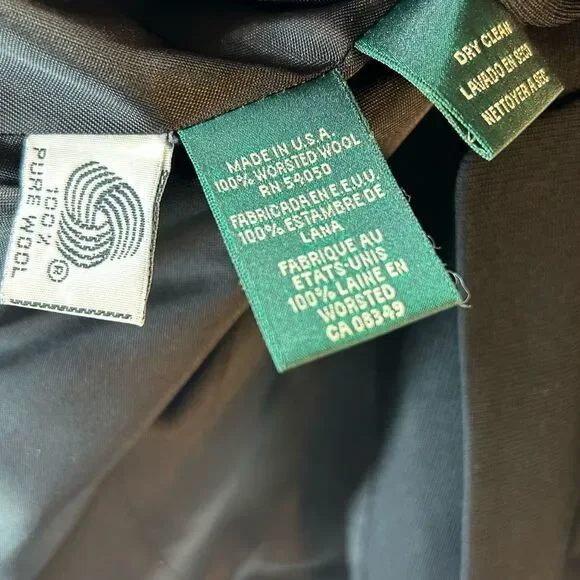 100%
PURE WOOL
®
MADE IN U.S.A.
100% WORSTED WOOL
RN 54050
FABRICADA EN E.E.U.U.
100% ESTAMBRE DE
LANA
FABRIQUE AU
ETATS-UNIS
100% LAINE EN
WORSTED
CA 08349
DRY CLEAN
LAVADO EN SECO
NETTOYER A SEC